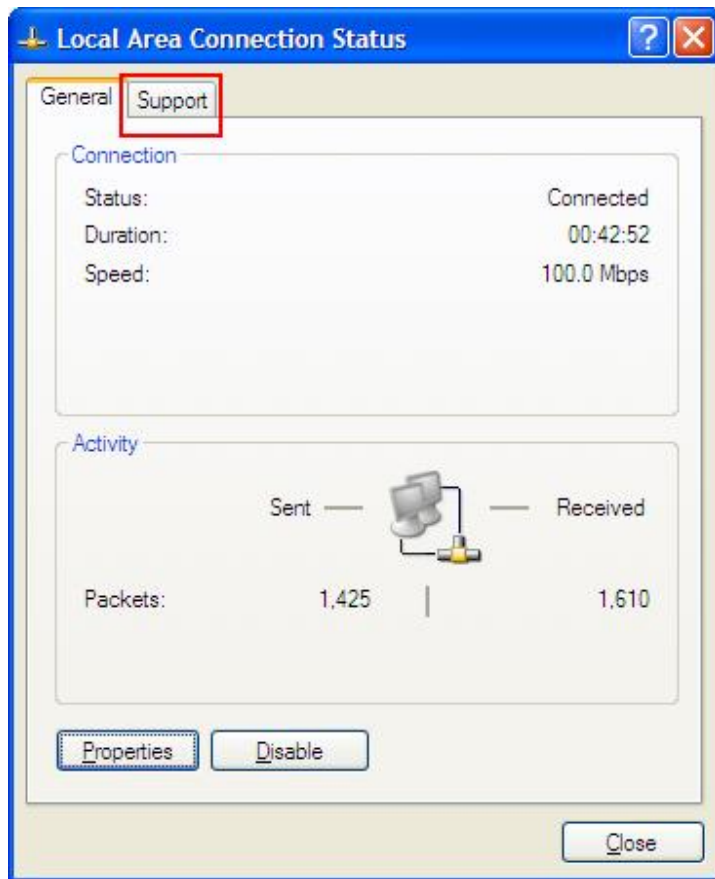 Local Area Connection Status
General Support
Connection
Status: Connected
Duration: 00:42:52
Speed: 100.0 Mbps
Activity
Sent Received
Packets: 1,425 1,610
Properties Disable
Close